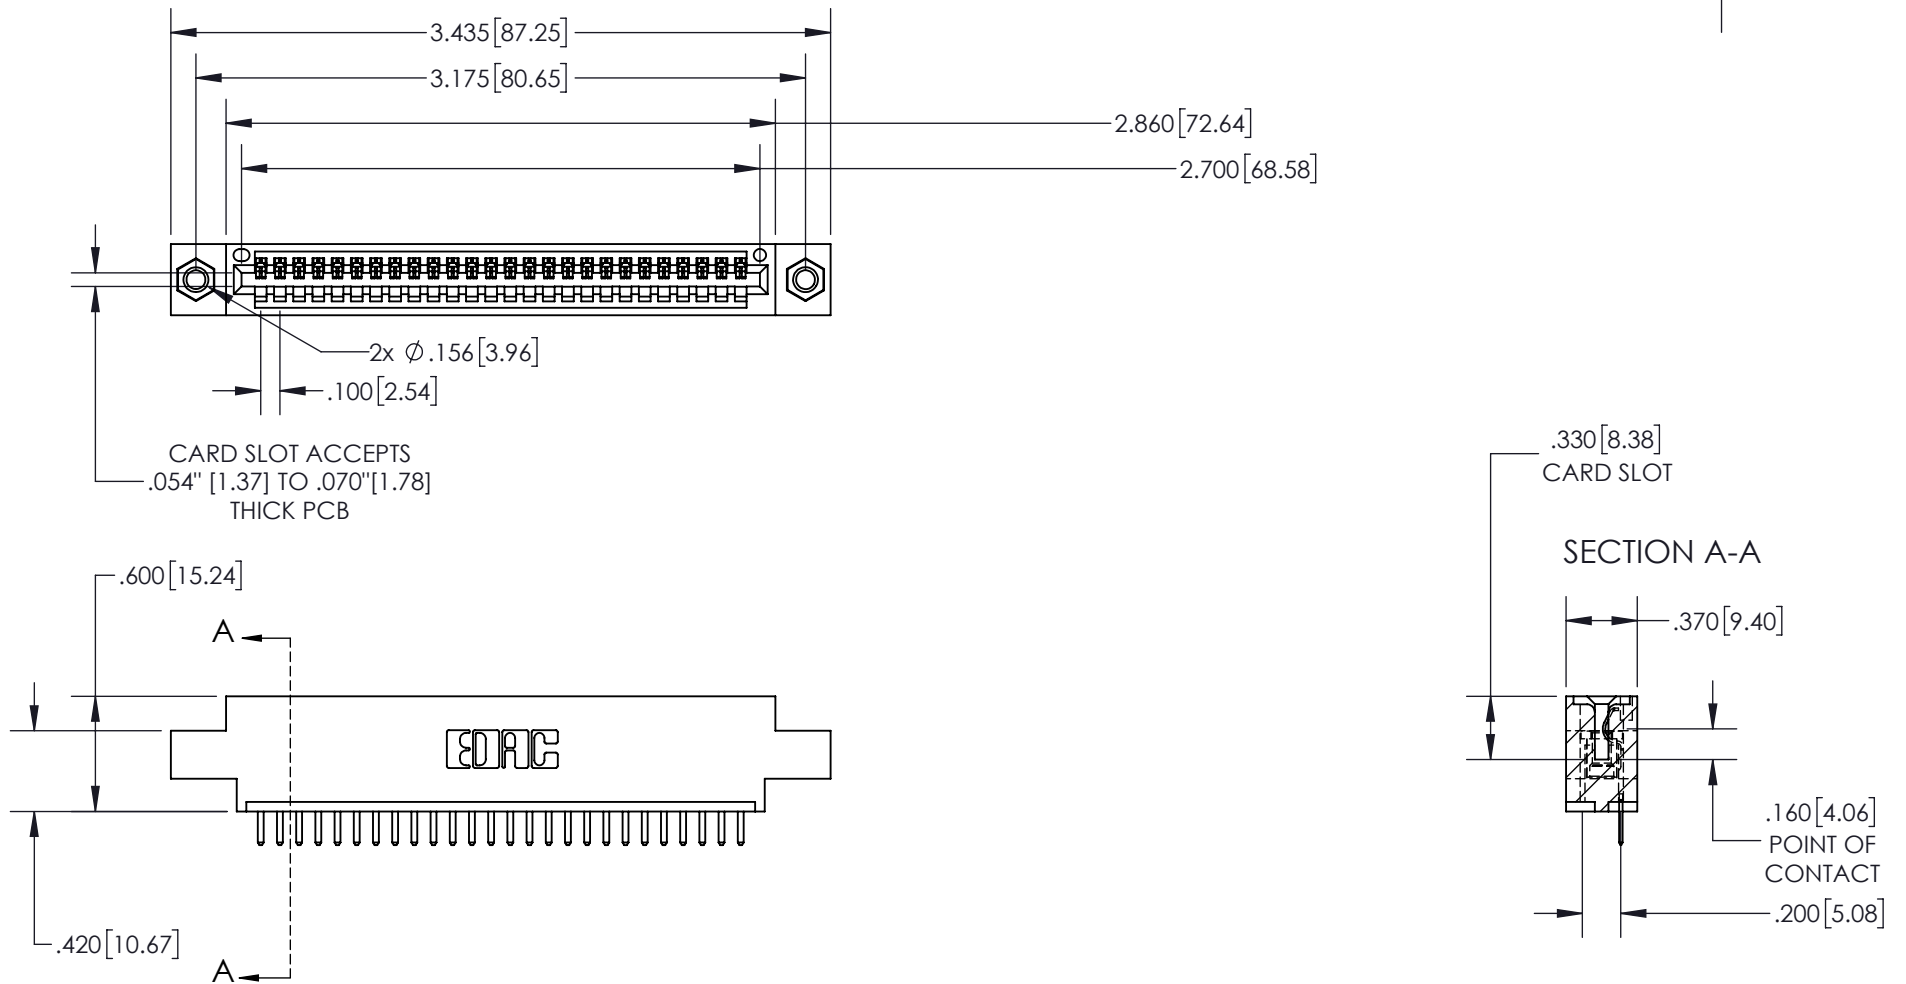 3.435[87.25]
3.175[80.65]
2.860[72.64]
2.700[68.58]
2x Ø.156[3.96]
.100[2.54]
CARD SLOT ACCEPTS
.054" [1.37] TO .070"[1.78]
THICK PCB
.330[8.38]
CARD SLOT
SECTION A-A
.600[15.24]
A
.370[9.40]
EDAC
.160[4.06]
POINT OF
CONTACT
.200[5.08]
.420[10.67]
A